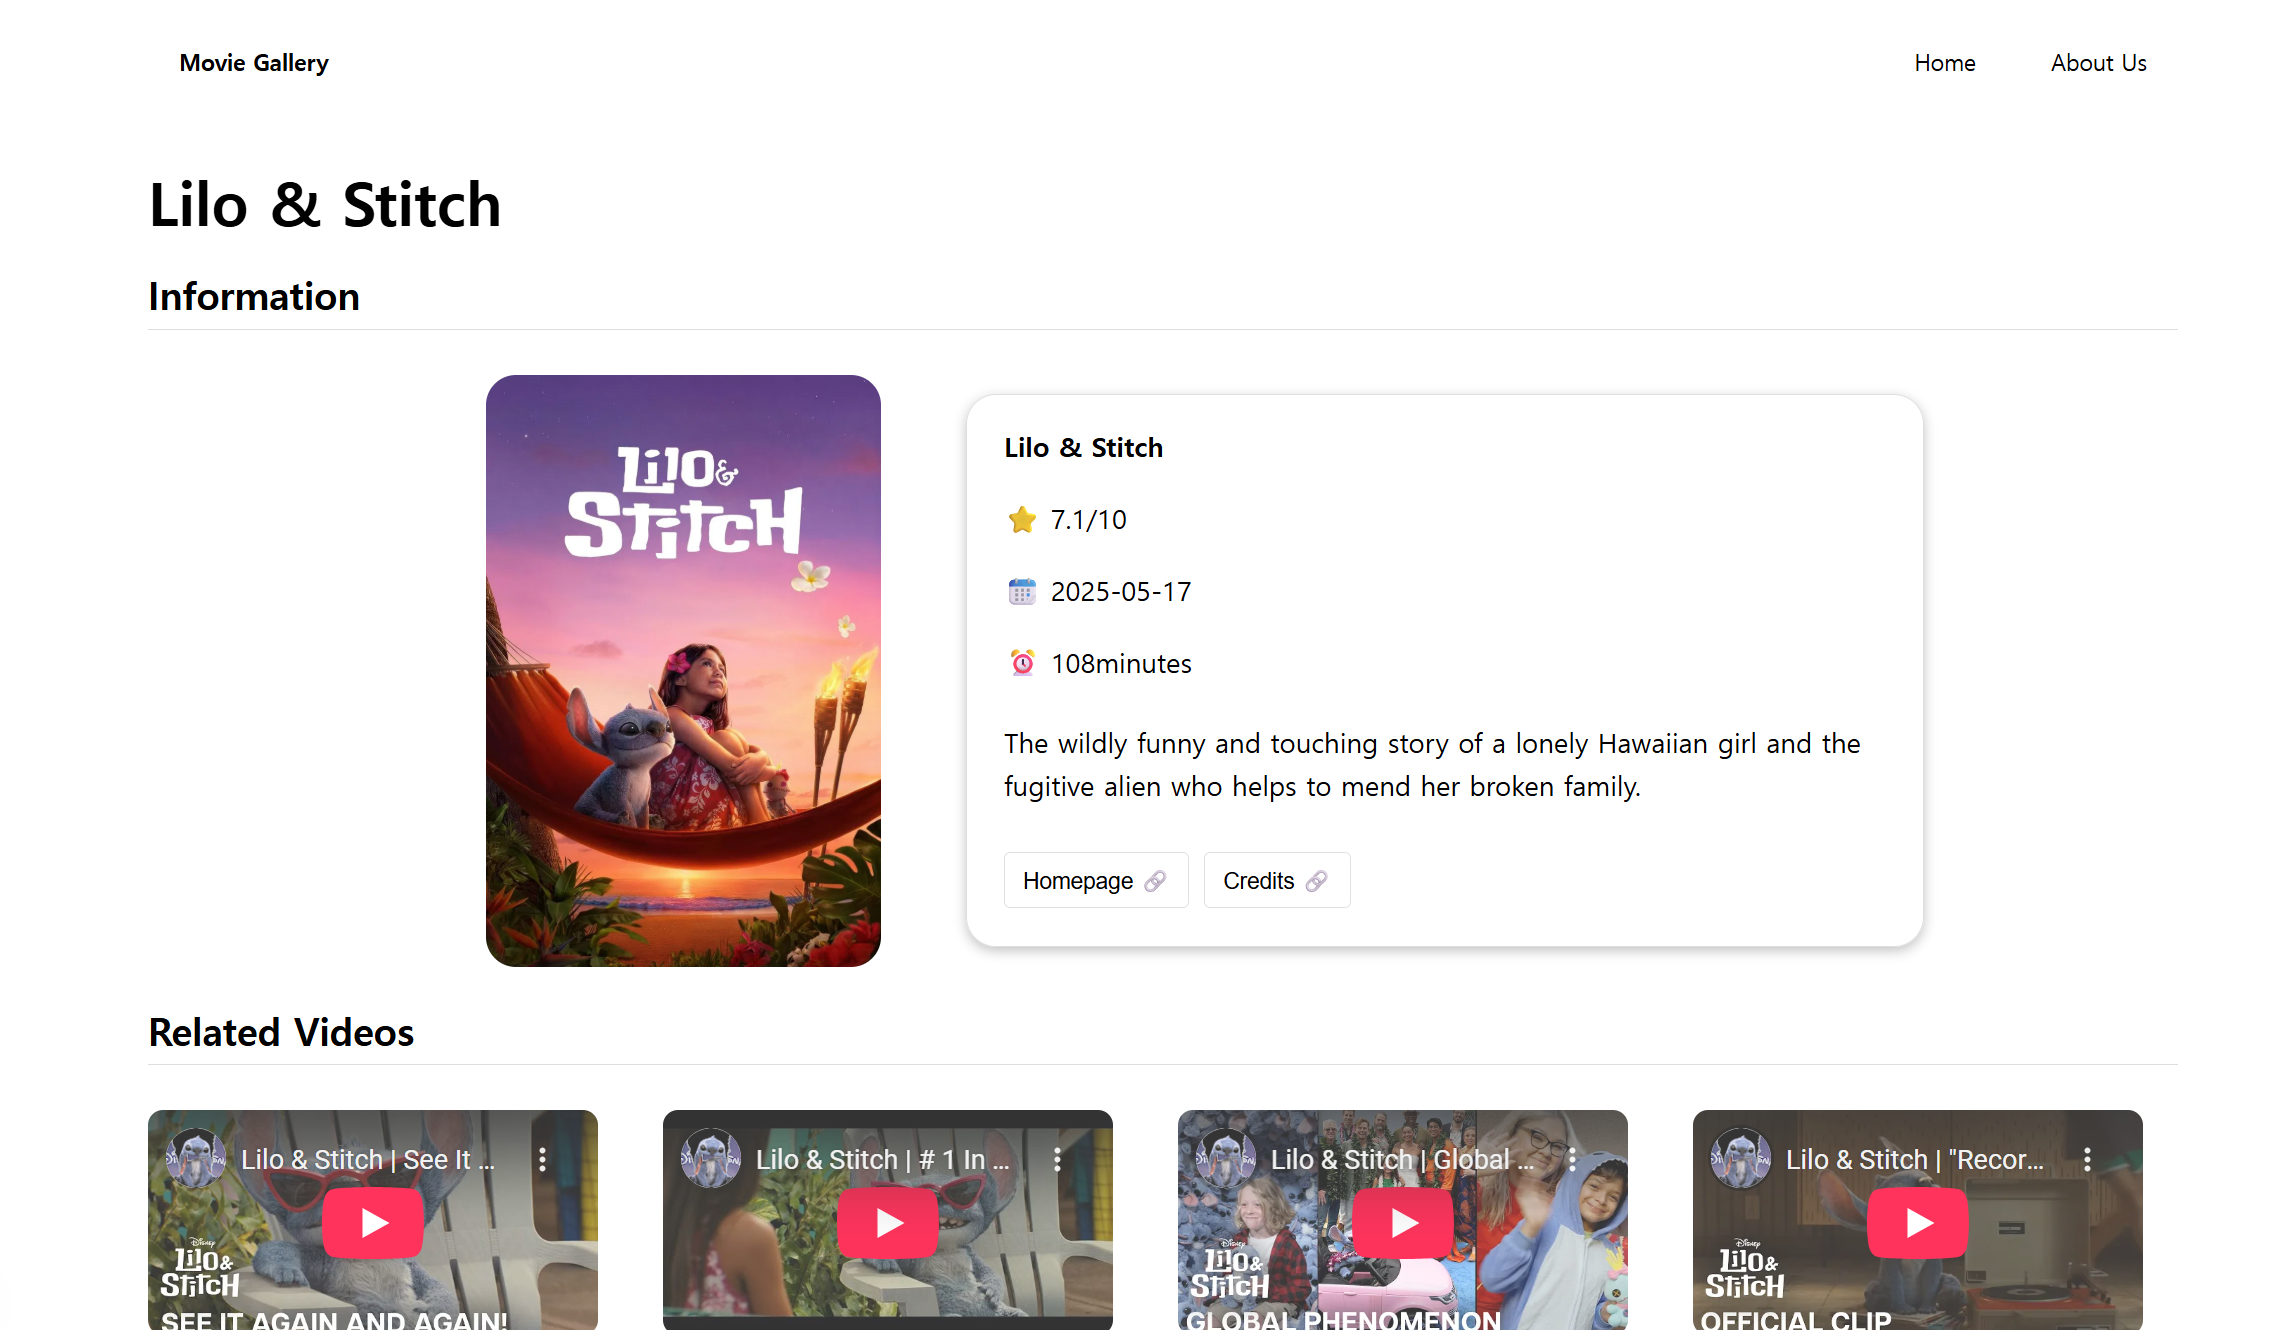 Movie Gallery
Home
About Us
Lilo & Stitch
Information
LiLO &
STiTCH
Lilo & Stitch
7.1/10
2025-05-17
108minutes
The wildly funny and touching story of a lonely Hawaiian girl and the
fugitive alien who helps to mend her broken family.
Homepage
Credits
Related Videos
Lilo & Stitch | See It ...
Disney
LiLO &
STiTCH
SEE IT AGAIN AND AGAIN!
Lilo & Stitch | # 1 In ...
Lilo & Stitch | Global ...
Disney
LiLO &
STiTCH
GLOBAL PHENOMENON
Lilo & Stitch | "Recor...
Disney
LiLO &
STiTCH
OFFICIAL CLIP